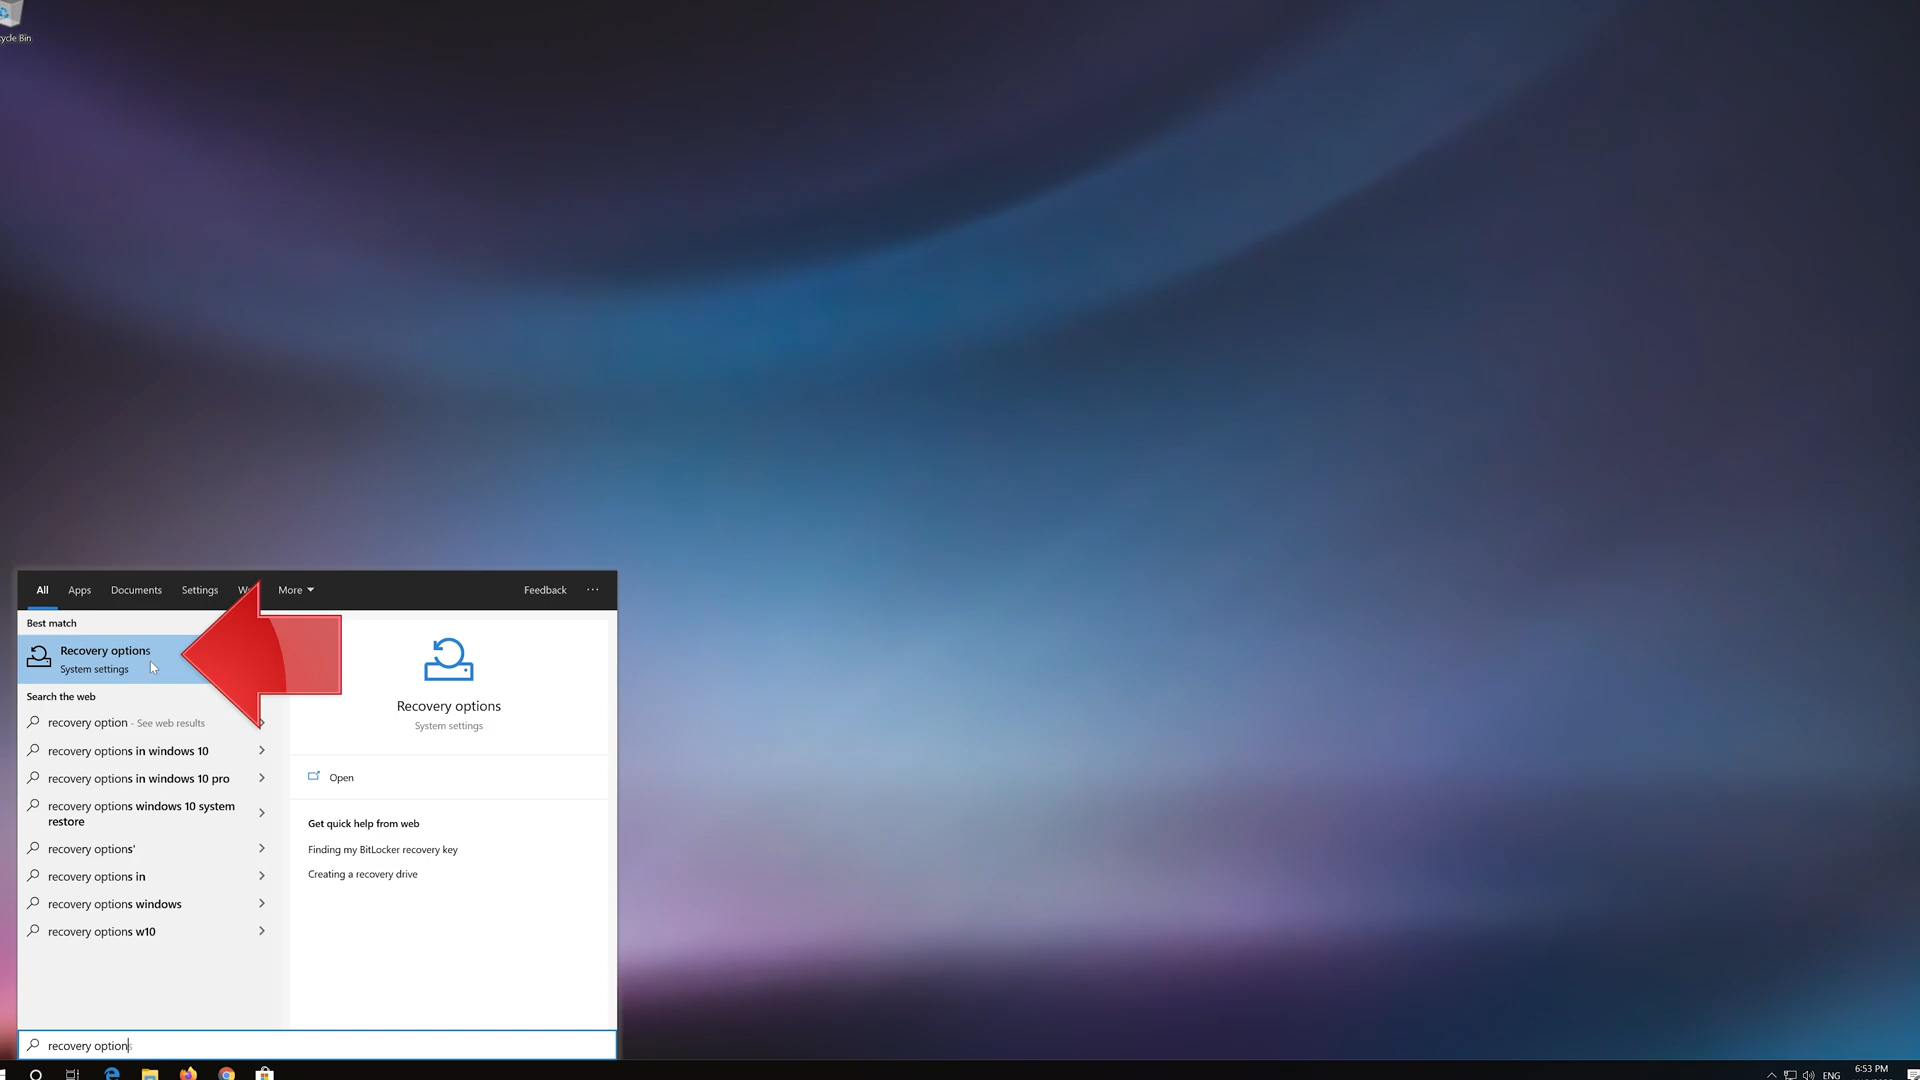 cycle Bin
All Apps Documents Settings More Feedback ...
Best match
Recovery options
System settings
Search the web
recovery option - See web results
recovery options in windows 10
recovery options in windows 10 pro
recovery options windows 10 system
restore
recovery options'
recovery options in
recovery options windows
recovery options w10
Recovery options
System settings
Open
Get quick help from web
Finding my BitLocker recovery key
Creating a recovery drive
recovery options
ENG
6:53 PM